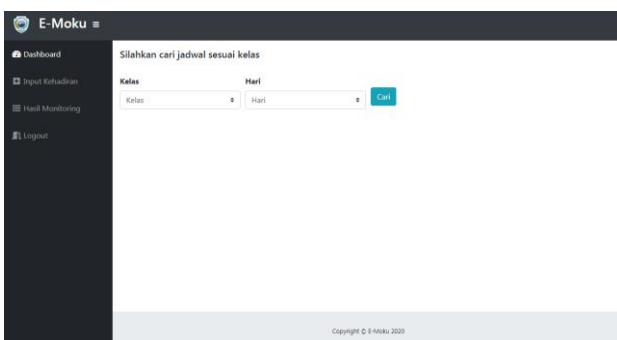 E-Moku
Dashboard
Silahkan cari jadwal sesuai kelas
Input Kehadiran
Kelas
Hari
Kelas
Hari
Cari
Hasil Monitoring
Logout
Copyright © E-Moku 2020